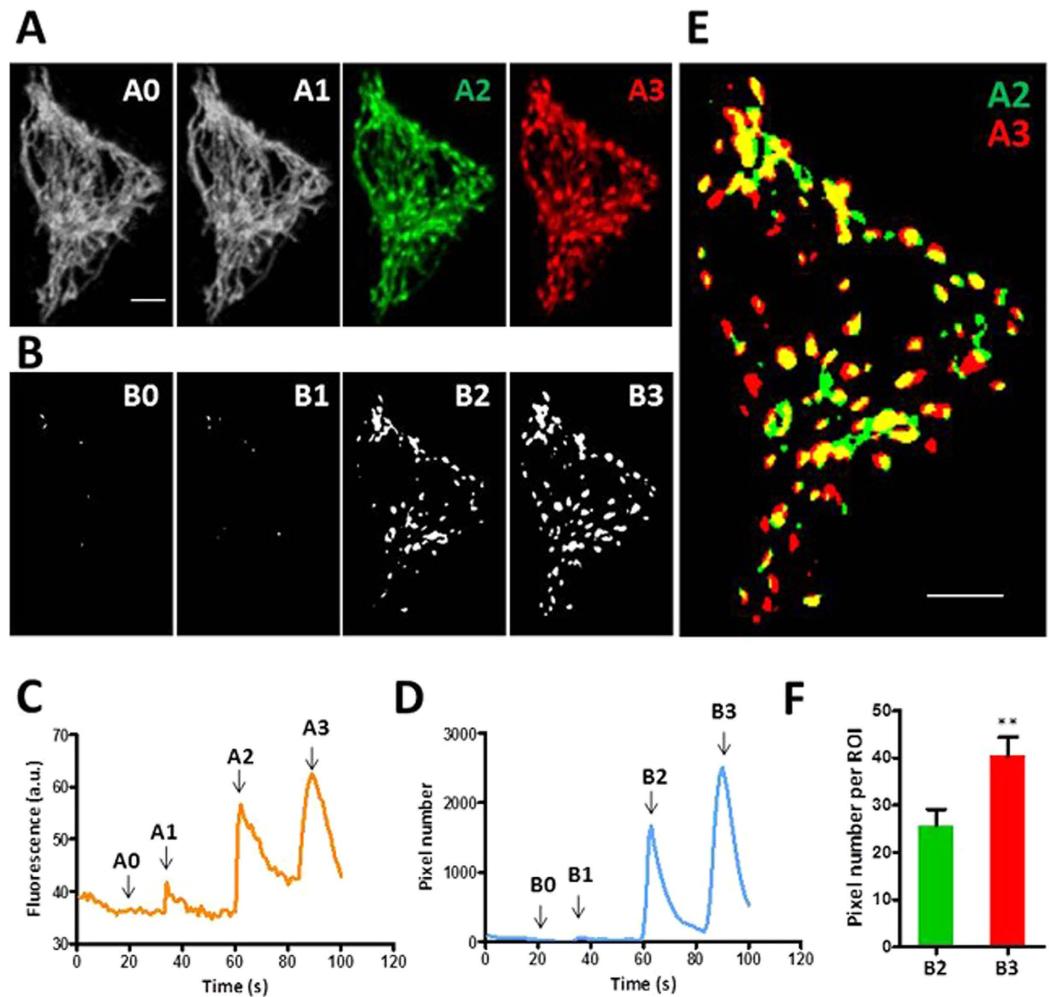 A
A0
A1
A2
A3
E
A2
A3
B
B0
B1
B2
B3
C
Fluorescence (a.u.)
70
60
50
40
30
A0
A1
A2
A3
0
20
40
60
80
100
120
Time (s)
D
Pixel number
3000
2000
1000
0
B0
B1
B2
B3
0
20
40
60
80
100
120
Time (s)
F
Pixel number per ROI
50
40
30
20
10
0
**
B2
B3